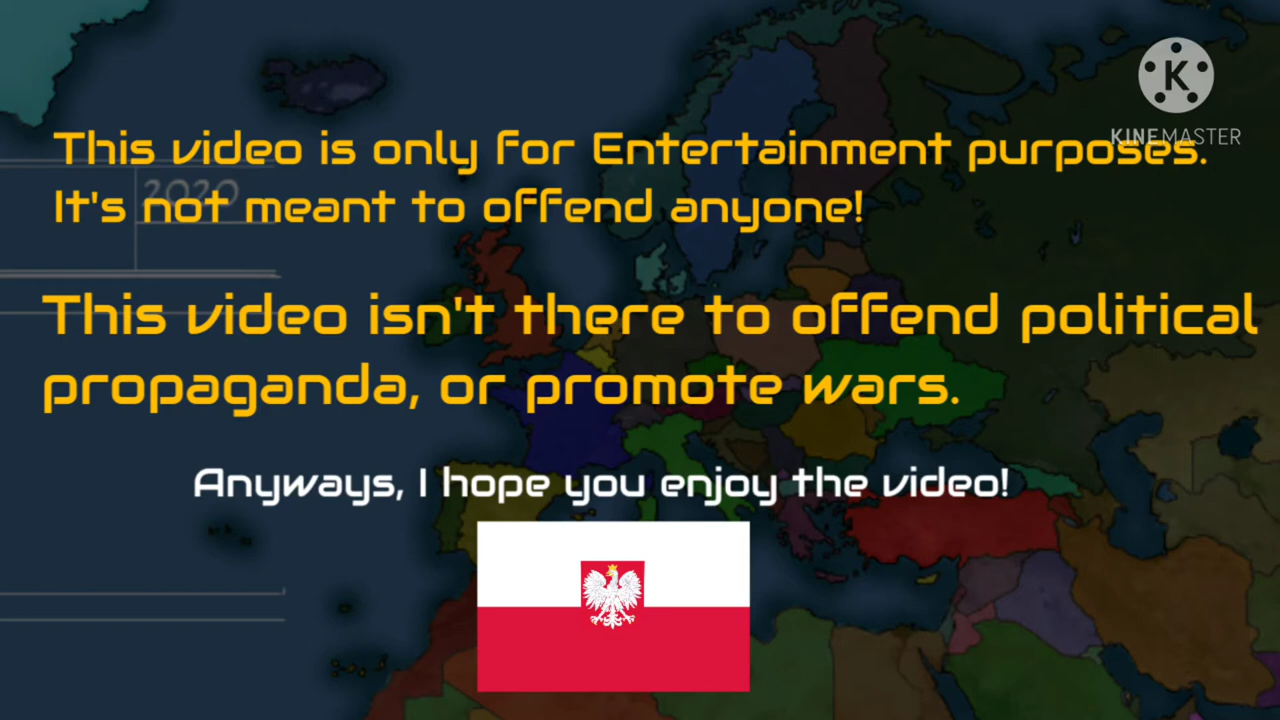 K
KINEMASTER
This video is only for Entertainment purposes.
2020
It's not meant to offend anyone!
This video isn't there to offend political
propaganda, or promote wars.
Anyways, I hope you enjoy the video!